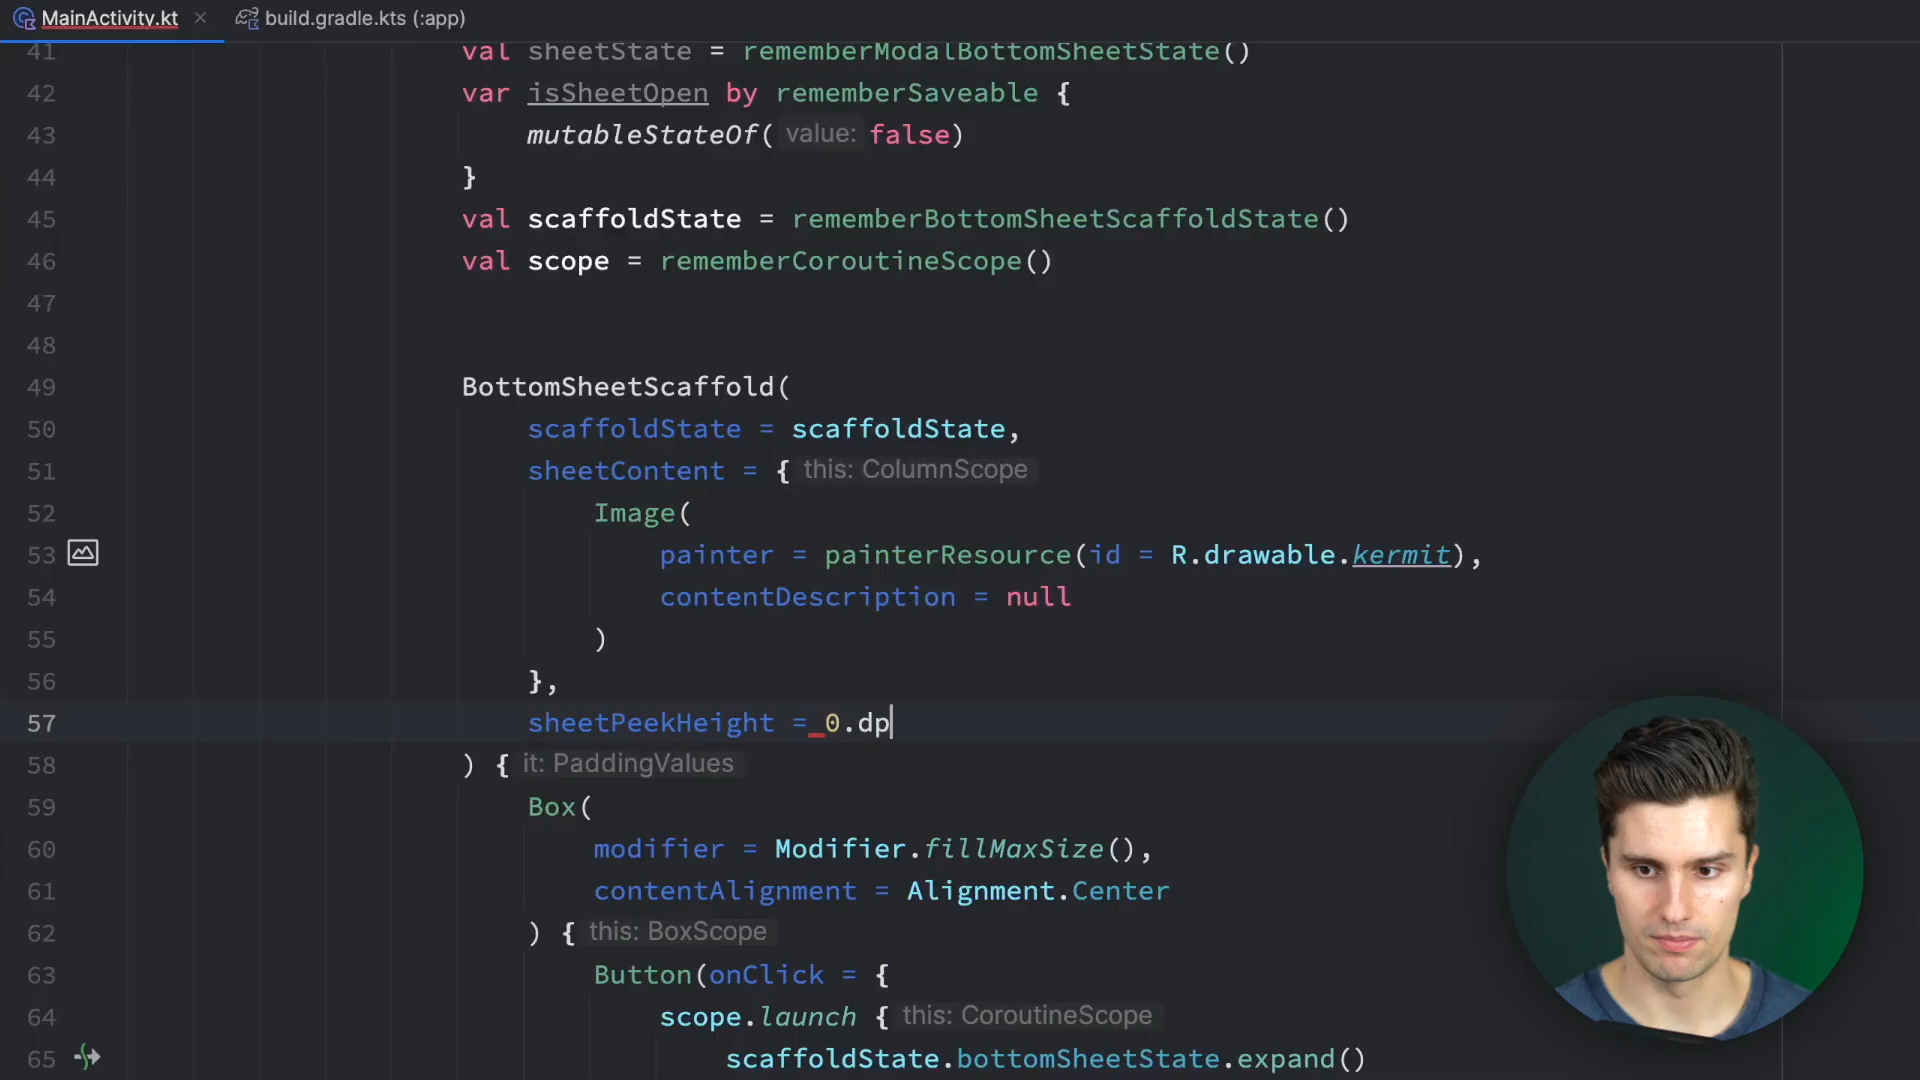 MainActivity.kt
build.gradle.kts (:app)
41 val sheetState = rememberModalBottomSheetState()
42 var isSheetOpen by rememberSaveable {
43 mutableStateOf( value: false)
44 }
45 val scaffoldState = rememberBottomSheetScaffoldState()
46 val scope = rememberCoroutineScope()
47
48
49 BottomSheetScaffold(
50 scaffoldState = scaffoldState,
51 sheetContent = { this: ColumnScope
52 Image(
53 painter = painterResource(id = R.drawable.kermit),
54 contentDescription = null
55 )
56 },
57 sheetPeekHeight = 0.dp
58 ) { it: PaddingValues
59 Box(
60 modifier = Modifier.fillMaxSize(),
61 contentAlignment = Alignment.Center
62 ) { this: BoxScope
63 Button(onClick = {
64 scope.launch { this: CoroutineScope
65 scaffoldState.bottomSheetState.expand()